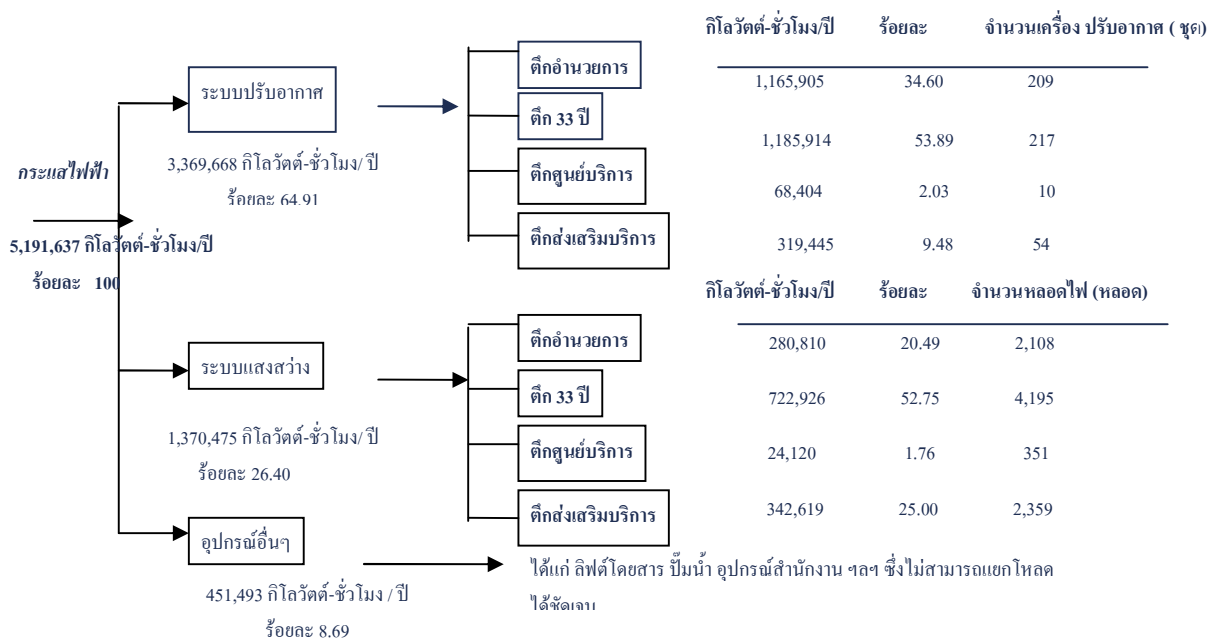 กิโลวัตต์-ชั่วโมง/ปี ร้อยละ จำนวนเครื่อง ปรับอากาศ ( ชุด)
ตึกอำนวยการ 1,165,905 34.60 209
ระบบปรับอากาศ
ตึก 33 ปี 1,185,914 53.89 217
3,369,668 กิโลวัตต์-ชั่วโมง/ ปี
ร้อยละ 64.91
กระแสไฟฟ้า
ตึกศูนย์บริการ 68,404 2.03 10
5,191,637 กิโลวัตต์-ชั่วโมง/ปี
ร้อยละ 100
ตึกส่งเสริมบริการ 319,445 9.48 54
กิโลวัตต์-ชั่วโมง/ปี ร้อยละ จำนวนหลอดไฟ (หลอด)
ตึกอำนวยการ 280,810 20.49 2,108
ระบบแสงสว่าง
ตึก 33 ปี 722,926 52.75 4,195
1,370,475 กิโลวัตต์-ชั่วโมง/ ปี
ร้อยละ 26.40
ตึกศูนย์บริการ 24,120 1.76 351
ตึกส่งเสริมบริการ 342,619 25.00 2,359
อุปกรณ์อื่นๆ
ได้แก่ ลิฟต์โดยสาร ปั๊มน้ำ อุปกรณ์สำนักงาน ฯลฯ ซึ่งไม่สามารถแยกโหลด
ได้ชัดเจน
451,493 กิโลวัตต์-ชั่วโมง / ปี
ร้อยละ 8.69